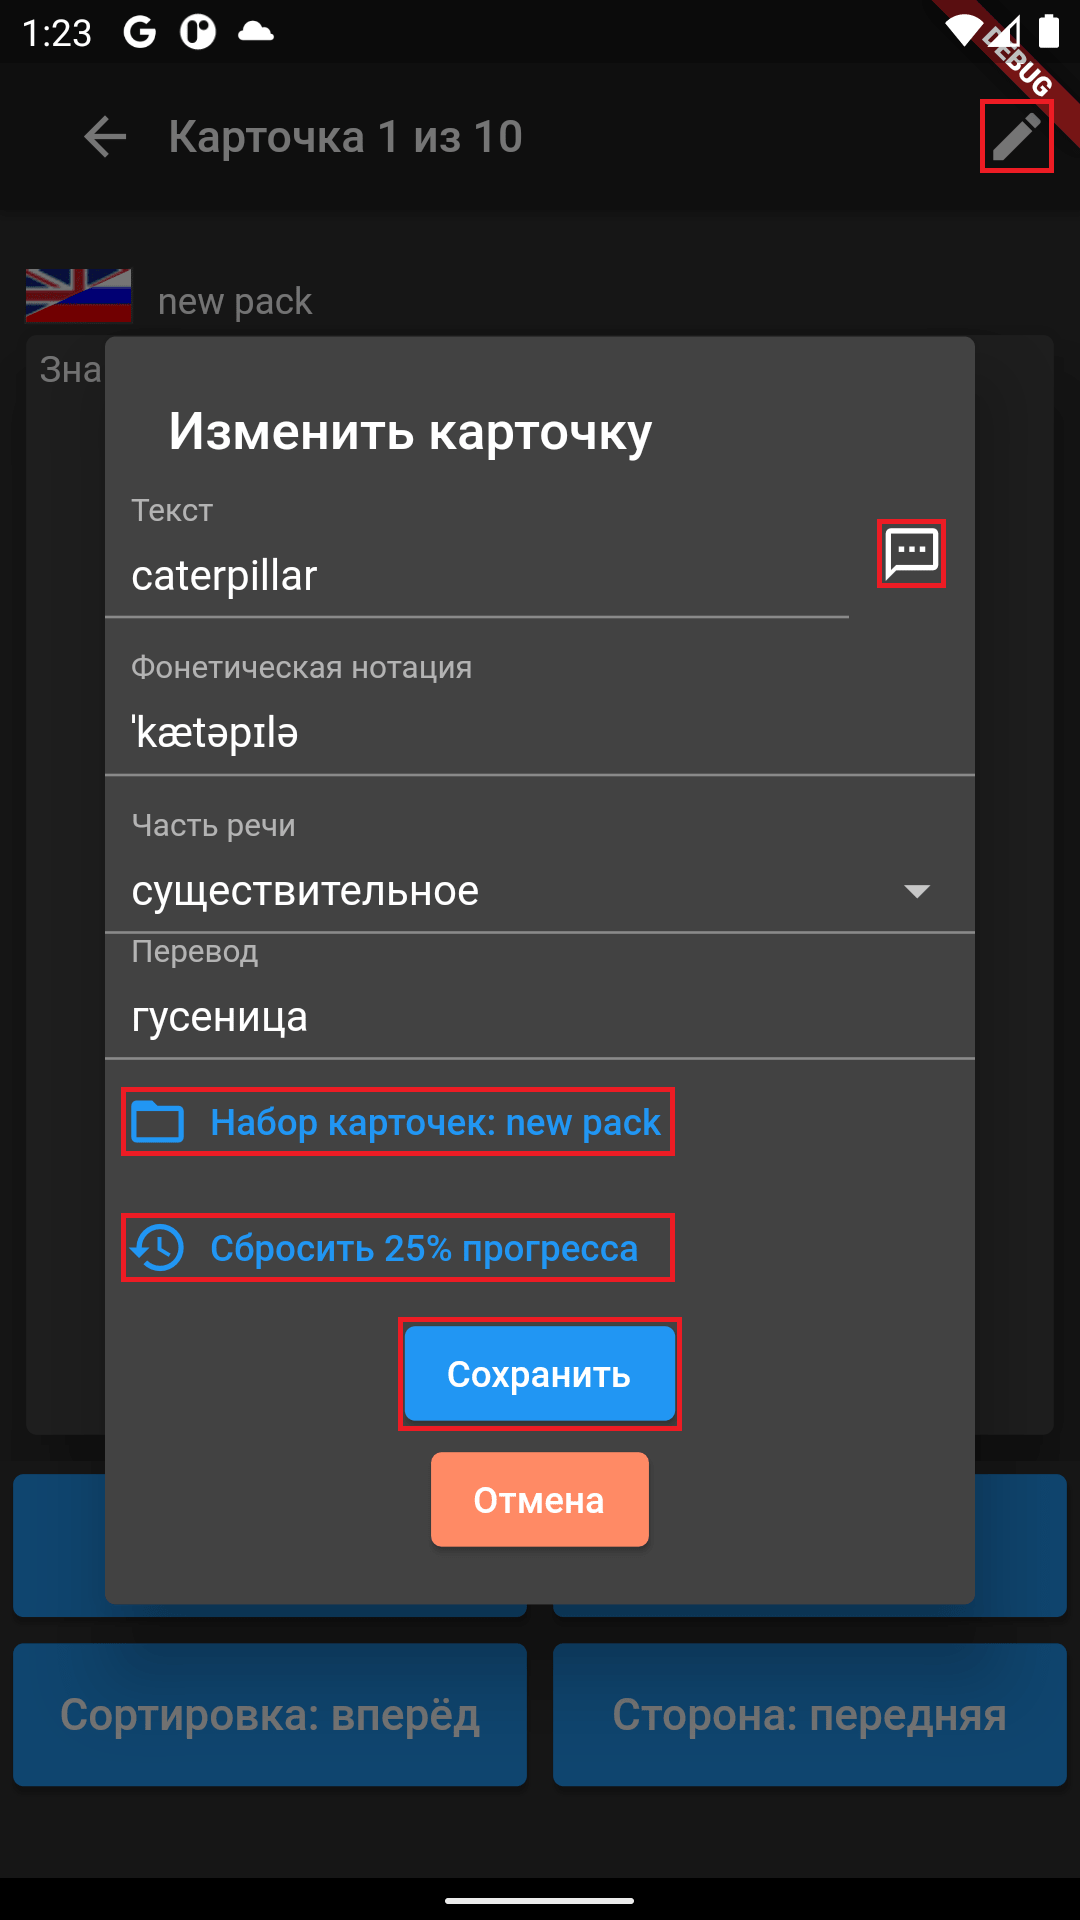 1:23
DEBUG
Карточка 1 из 10
new pack
Зна
Изменить карточку
Текст
caterpillar
Фонетическая нотация
ˈkætəpɪlə
Часть речи
существительное
Перевод
гусеница
Набор карточек: new pack
Сбросить 25% прогресса
Сохранить
Отмена
Сортировка: вперёд
Сторона: передняя